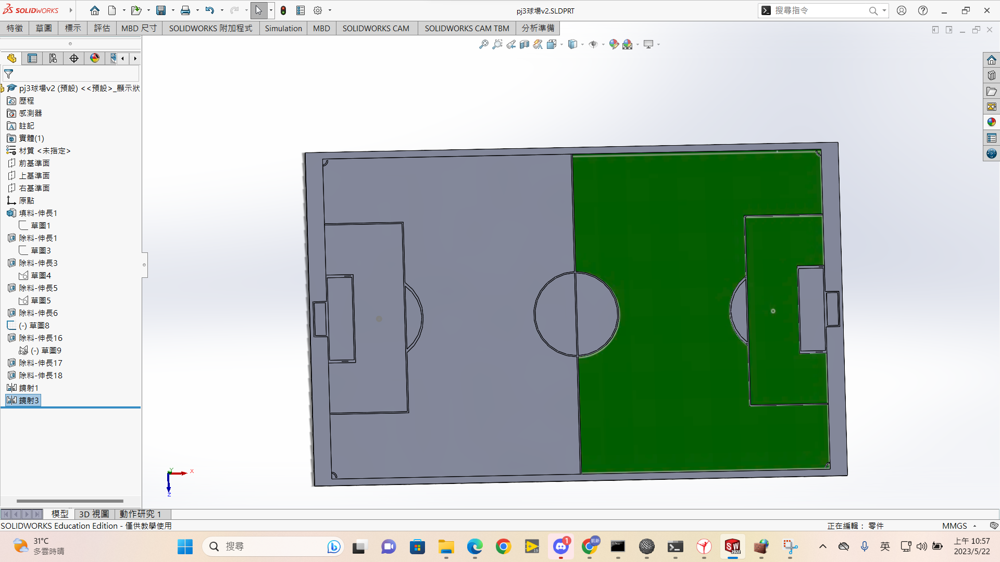 SOLIDWORKS
pj3球場v2.SLDPRT
搜尋指令
特徵 草圖 標示 評估 MBD 尺寸 SOLIDWORKS 附加程式 Simulation MBD SOLIDWORKS CAM SOLIDWORKS CAM TBM 分析準備
pj3球場v2 (預設) <<預設>_顯示狀
歷程
感測器
註記
實體(1)
材質 <未指定>
前基準面
上基準面
右基準面
原點
填料-伸長1
草圖1
除料-伸長1
草圖3
除料-伸長3
草圖4
除料-伸長5
草圖5
除料-伸長6
(-) 草圖8
除料-伸長16
(-) 草圖9
除料-伸長17
除料-伸長18
鏡射1
鏡射3
Y
X
Z
模型 3D 視圖 動作研究 1
SOLIDWORKS Education Edition - 僅供教學使用
正在編輯： 零件
MMGS
31°C
多雲時晴
搜尋
19
1
凱新
SW
2022
英
上午 10:57
2023/5/22